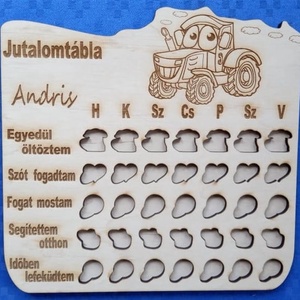 Jutalomtábla
Andris
H K Sz Cs P Sz V
Egyedül
öltöztem
Szót fogadtam
Fogat mostam
Segítettem
otthon
Időben
lefeküdtem